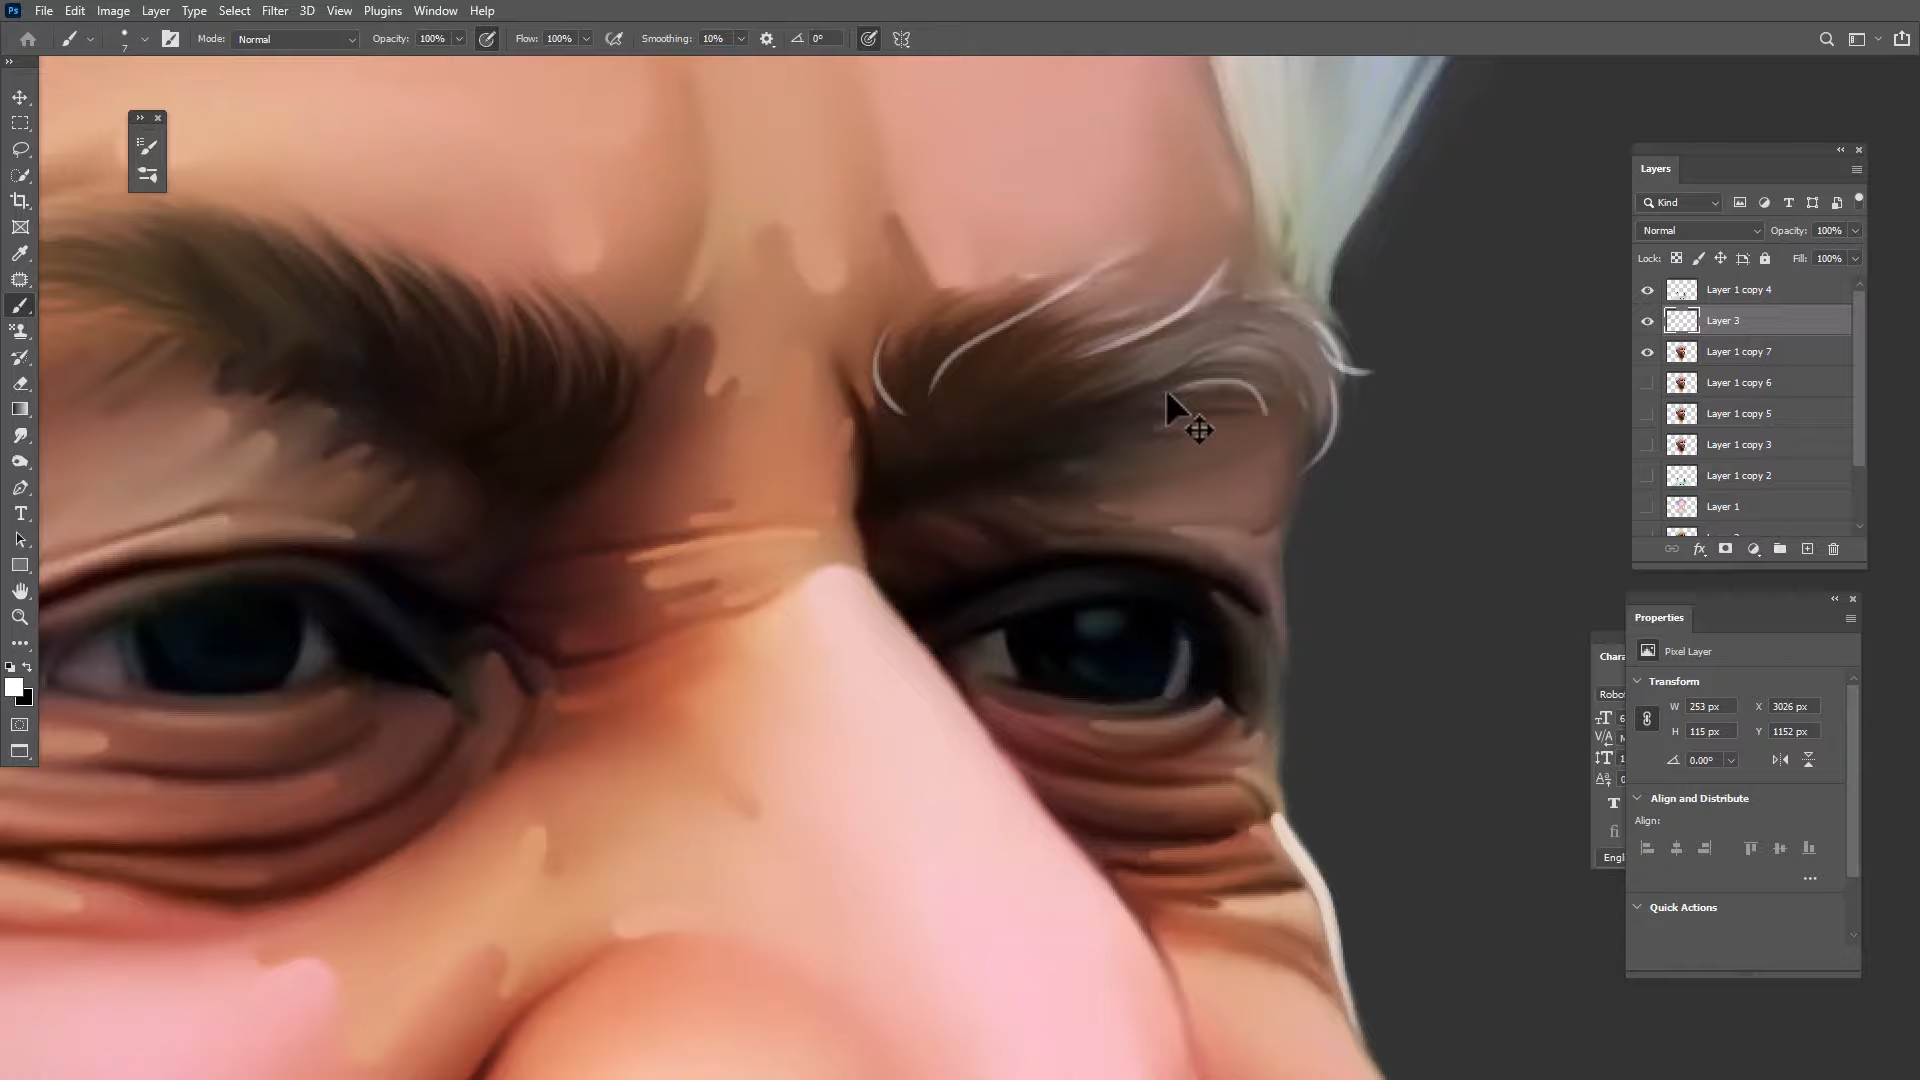 Ps File Edit Image Layer Type Select Filter 3D View Plugins Window Help
7 Mode: Normal Opacity: 100% Flow: 100% Smoothing: 10% 0°
Layers
Kind
Normal Opacity: 100%
Lock: Fill: 100%
Layer 1 copy 4
Layer 3
Layer 1 copy 7
Layer 1 copy 6
Layer 1 copy 5
Layer 1 copy 3
Layer 1 copy 2
Layer 1
Properties
Chara
Pixel Layer
Transform
Robo
W 253 px X 3026 px
H 115 px Y 1152 px
0.00°
Align and Distribute
Align:
Engli
Quick Actions